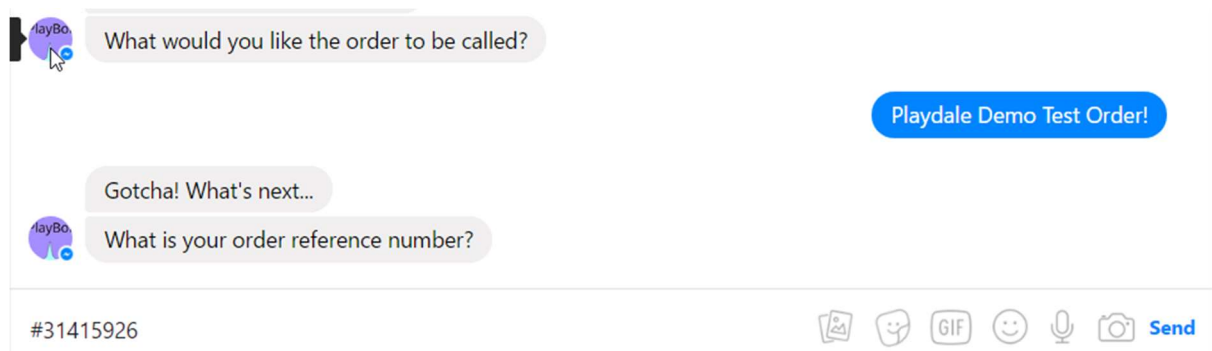 What would you like the order to be called?
Playdale Demo Test Order!
Gotcha! What's next...
What is your order reference number?
#31415926
GIF
Send